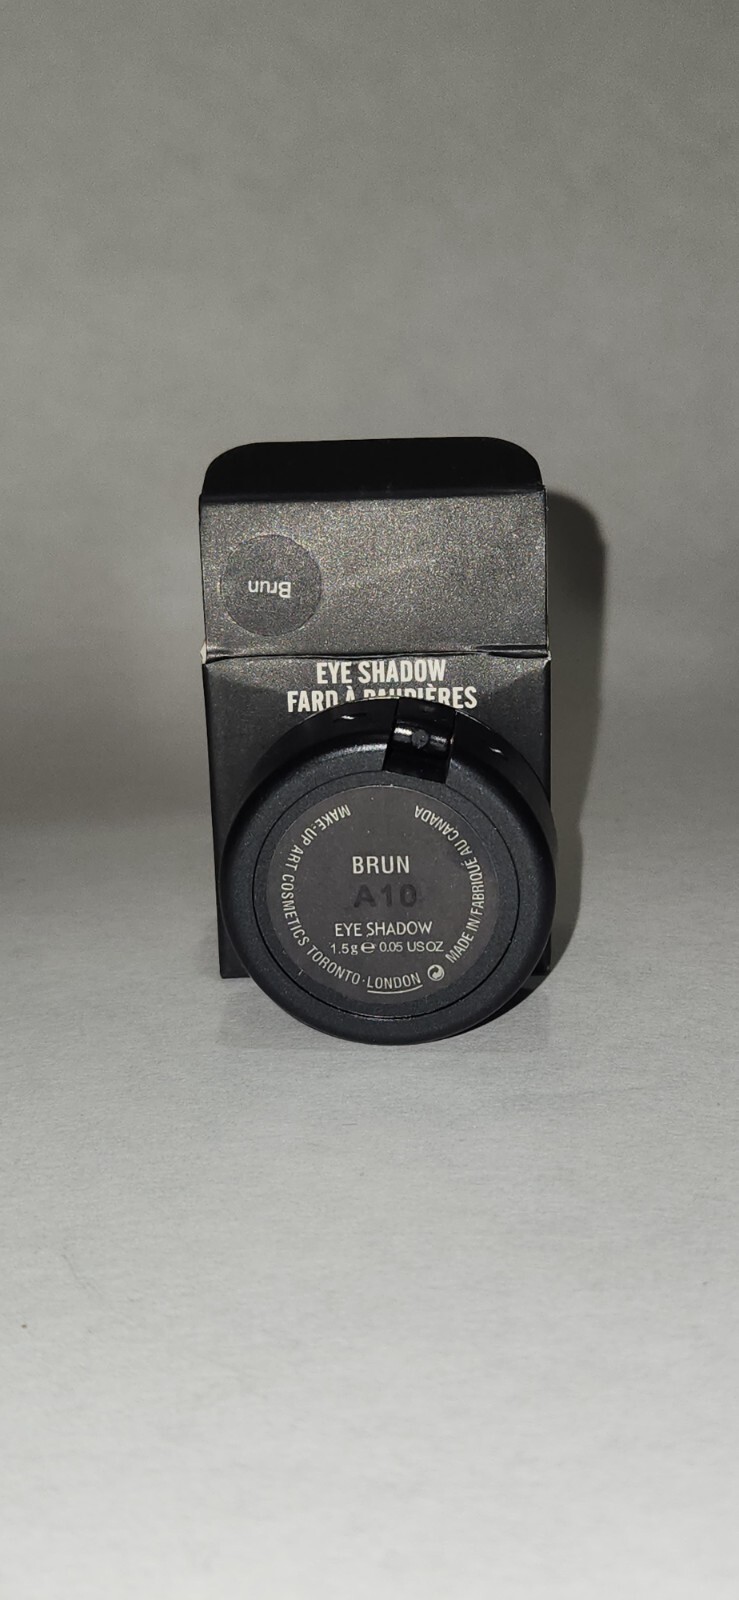 Brun
EYE SHADOW
FARD À PAUPIÈRES
BRUN
A10
EYE SHADOW
1.5g ℮ 0.05 US OZ
MAKE-UP ART COSMETICS TORONTO·LONDON
MADE IN/FABRIQUÉ AU CANADA